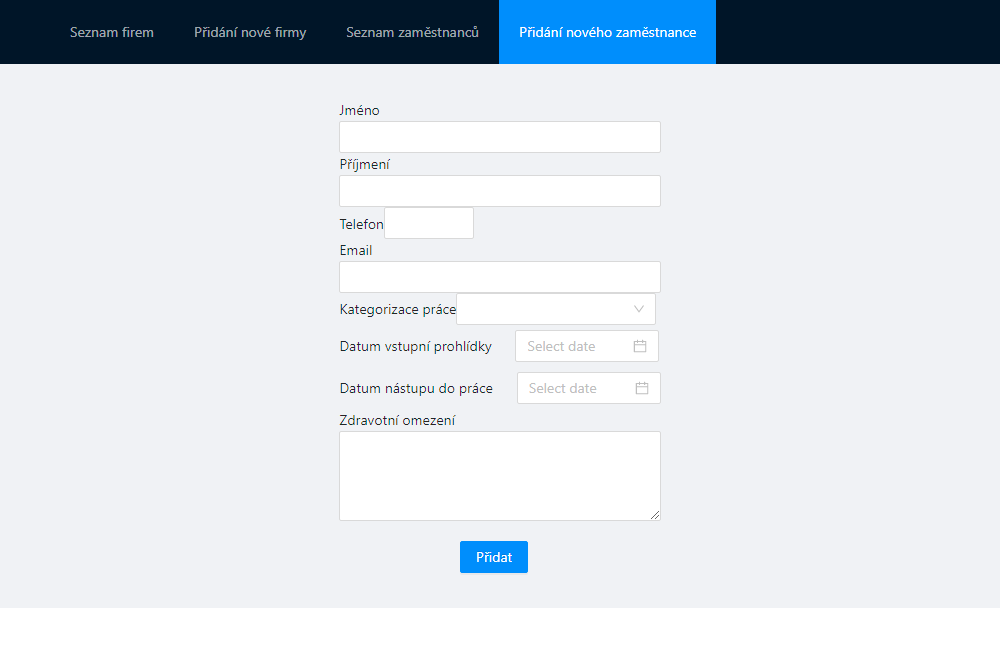 Seznam firem Přidání nové firmy Seznam zaměstnanců Přidání nového zaměstnance
Jméno
Příjmení
Telefon
Email
Kategorizace práce
Datum vstupní prohlídky Select date
Datum nástupu do práce Select date
Zdravotní omezení
Přidat